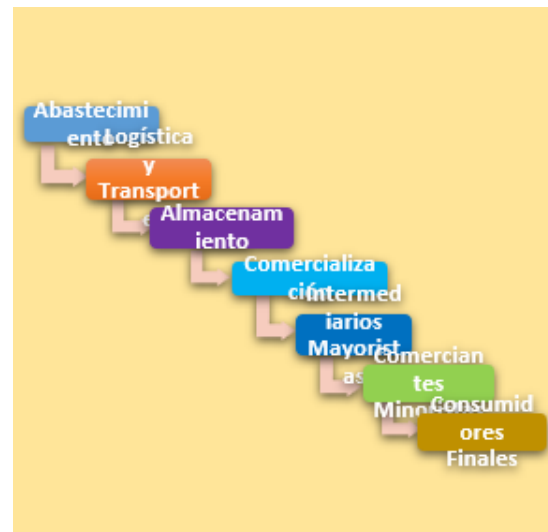 Abastecimi
ento
Logística
y
Transport
e
Almacenam
iento
Comercializa
ción
Intermed
iarios
Mayorist
as
Comercian
tes
Minoristas
Consumid
ores
Finales